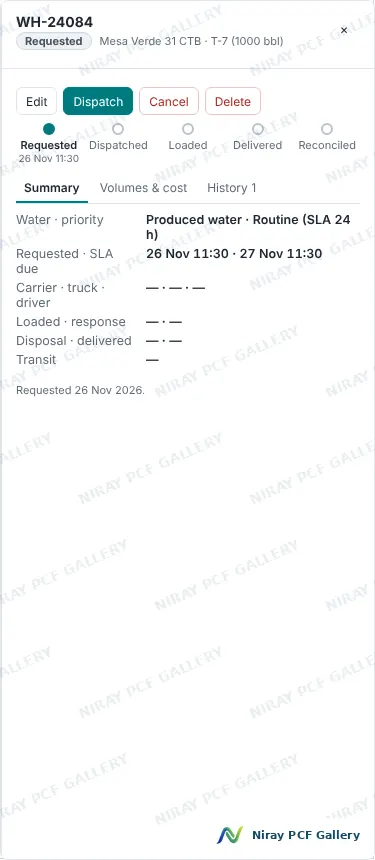 WH-24084
×
Requested Mesa Verde 31 CTB · T-7 (1000 bbl)
Edit Dispatch Cancel Delete
Requested Dispatched Loaded Delivered Reconciled
26 Nov 11:30
Summary Volumes & cost History 1
Water · priority Produced water · Routine (SLA 24
h)
Requested · SLA 26 Nov 11:30 · 27 Nov 11:30
due
Carrier · truck · — · — · —
driver
Loaded · response — · —
Disposal · delivered — · —
Transit —
Requested 26 Nov 2026.
NIRAY PCF GALLERY
Niray PCF Gallery